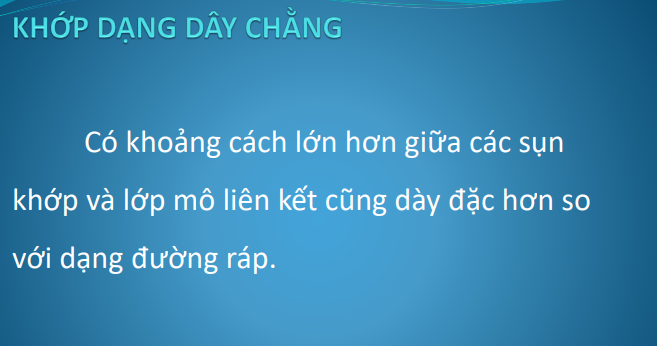 KHỚP DẠNG DÂY CHẰNG
Có khoảng cách lớn hơn giữa các sụn
khớp và lớp mô liên kết cũng dày đặc hơn so
với dạng đường ráp.